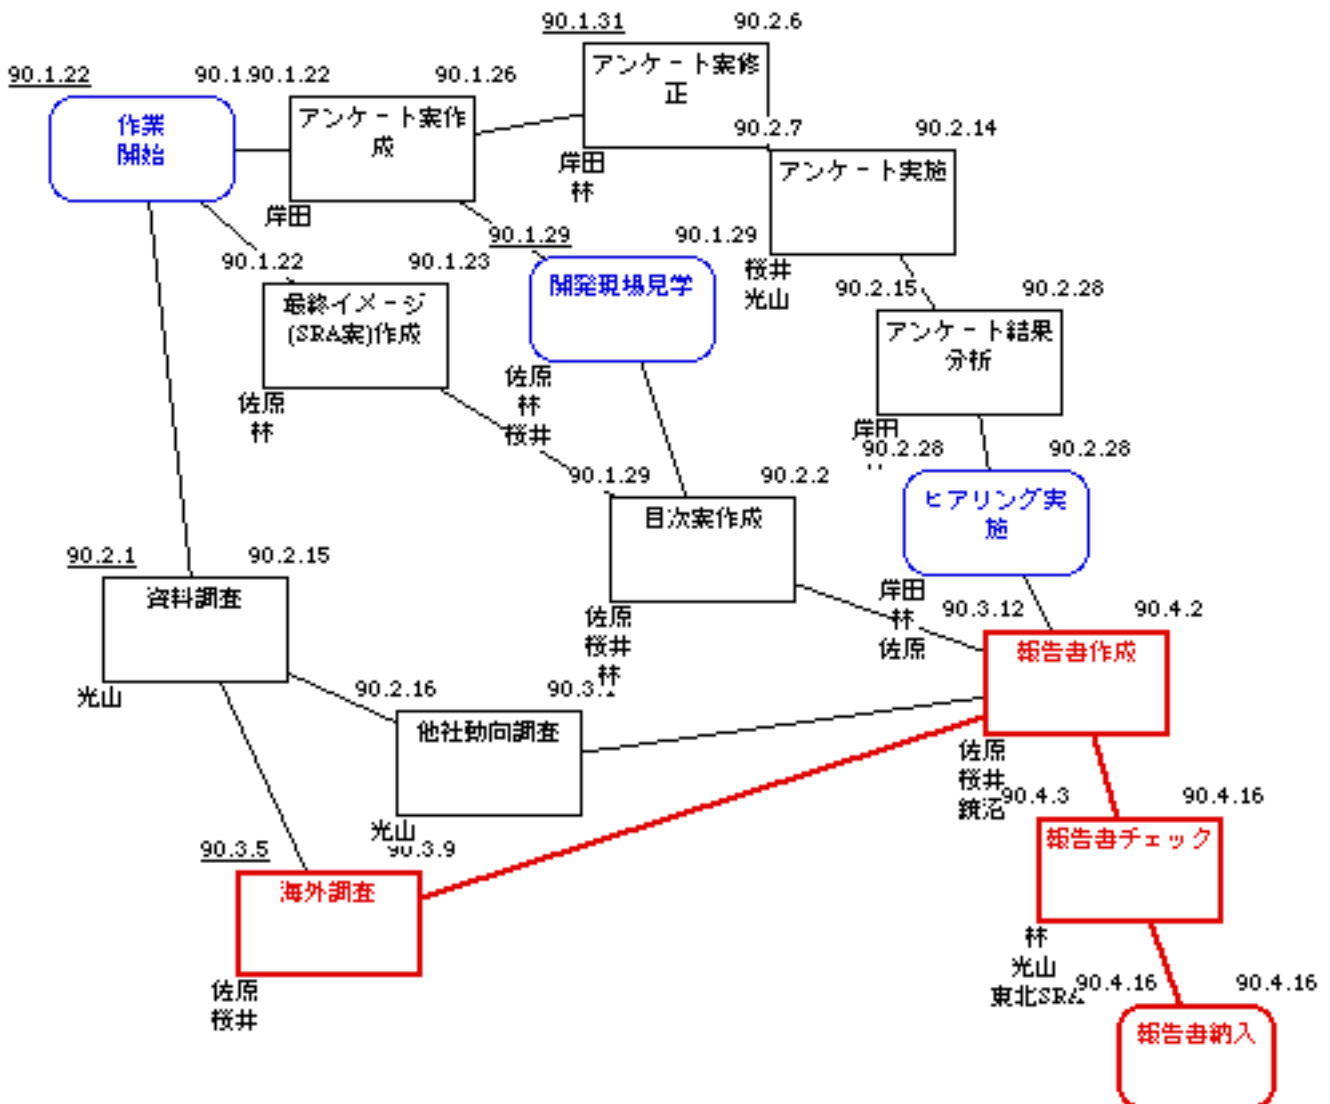 90.1.31
90.2.6
アンケート実修
正
岸田
林
90.1.22
作業
開始
90.1.22
90.1.26
アンケート実作
成
岸田
90.2.7
90.2.14
アンケート実施
桜井
光山
90.1.22
90.1.23
最終イメージ
(SRA案)作成
佐原
林
90.1.29
90.1.29
開発現場見学
佐原
林
桜井
90.2.15
90.2.28
アンケート結果
分析
岸田
90.2.28
90.2.28
ヒアリング実
施
岸田
林
佐原
90.1.29
90.2.2
目次案作成
佐原
桜井
林
90.2.1
90.2.15
資料調査
光山
90.2.16
他社動向調査
光山
90.3.12
90.4.2
報告書作成
佐原
桜井
鏡沼
90.3.5
90.3.9
海外調査
佐原
桜井
90.4.3
90.4.16
報告書チェック
林
光山
東北SRA
90.4.16
90.4.16
報告書納入